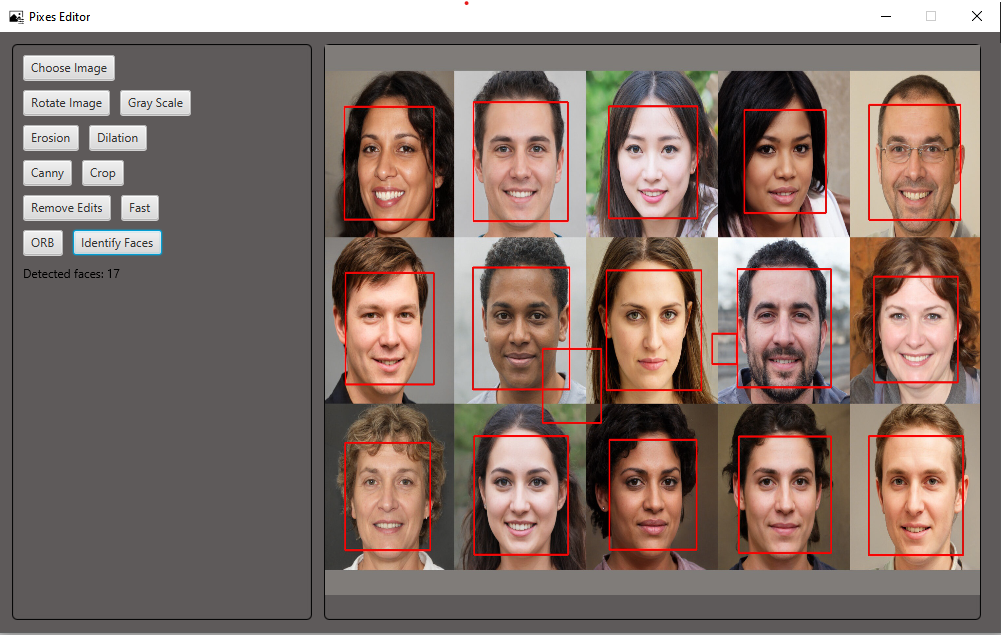 Pixes Editor
Choose Image
Rotate Image Gray Scale
Erosion Dilation
Canny Crop
Remove Edits Fast
ORB Identify Faces
Detected faces: 17